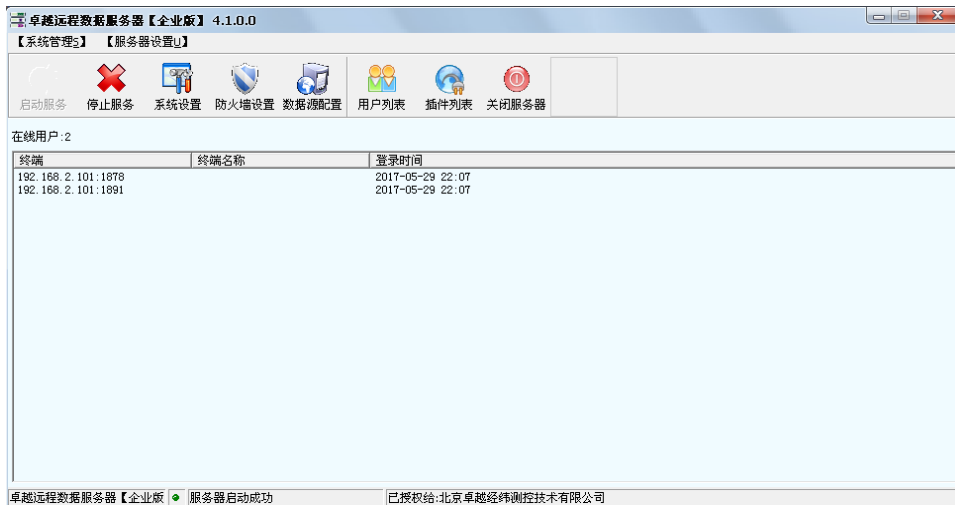 卓越远程数据服务器【企业版】 4.1.0.0
【系统管理S】 【服务器设置U】
启动服务 停止服务 系统设置 防火墙设置 数据源配置 用户列表 插件列表 关闭服务器
在线用户:2
终端 终端名称 登录时间
192.168.2.101:1878 2017-05-29 22:07
192.168.2.101:1891 2017-05-29 22:07
卓越远程数据服务器【企业版 服务器启动成功 已授权给:北京卓越经纬测控技术有限公司